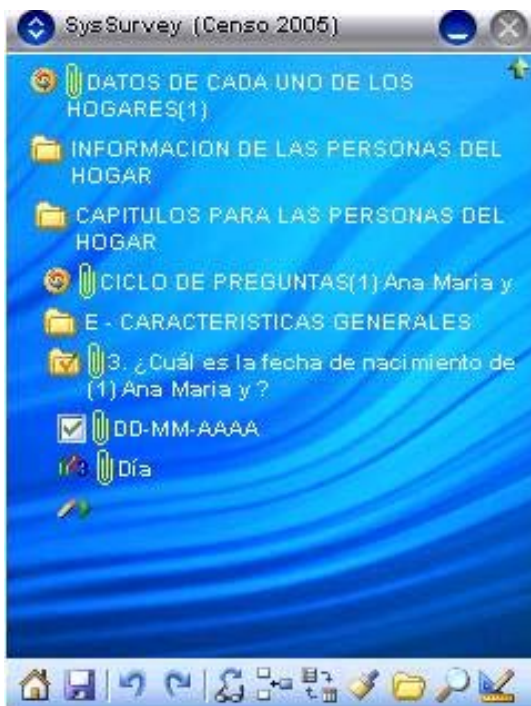 SysSurvey (Censo 2005)
DATOS DE CADA UNO DE LOS
HOGARES(1)
INFORMACION DE LAS PERSONAS DEL
HOGAR
CAPITULOS PARA LAS PERSONAS DEL
HOGAR
CICLO DE PREGUNTAS(1) Ana Maria y
E - CARACTERISTICAS GENERALES
3. ¿Cuál es la fecha de nacimiento de
(1) Ana Maria y ?
DD-MM-AAAA
Día